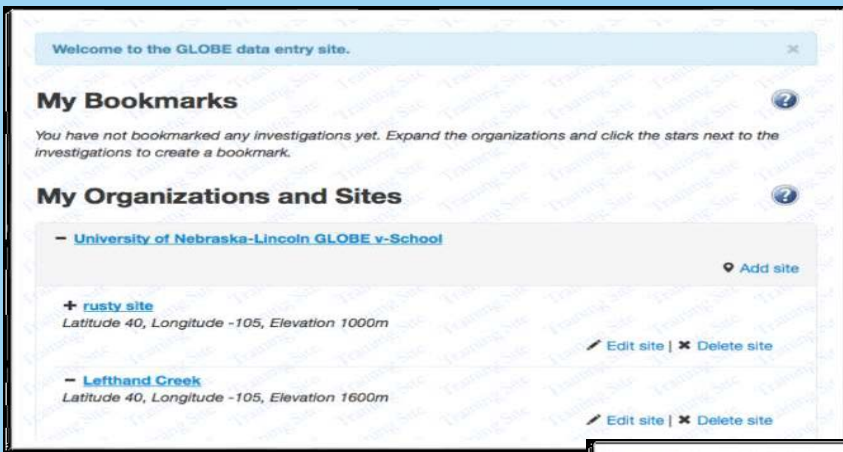 Welcome to the GLOBE data entry site. ×
My Bookmarks
You have not bookmarked any investigations yet. Expand the organizations and click the stars next to the
investigations to create a bookmark.
My Organizations and Sites
− University of Nebraska-Lincoln GLOBE v-School
Add site
+ rusty site
Latitude 40, Longitude -105, Elevation 1000m
Edit site | ✖ Delete site
− Lefthand Creek
Latitude 40, Longitude -105, Elevation 1600m
Edit site | ✖ Delete site
Training Site